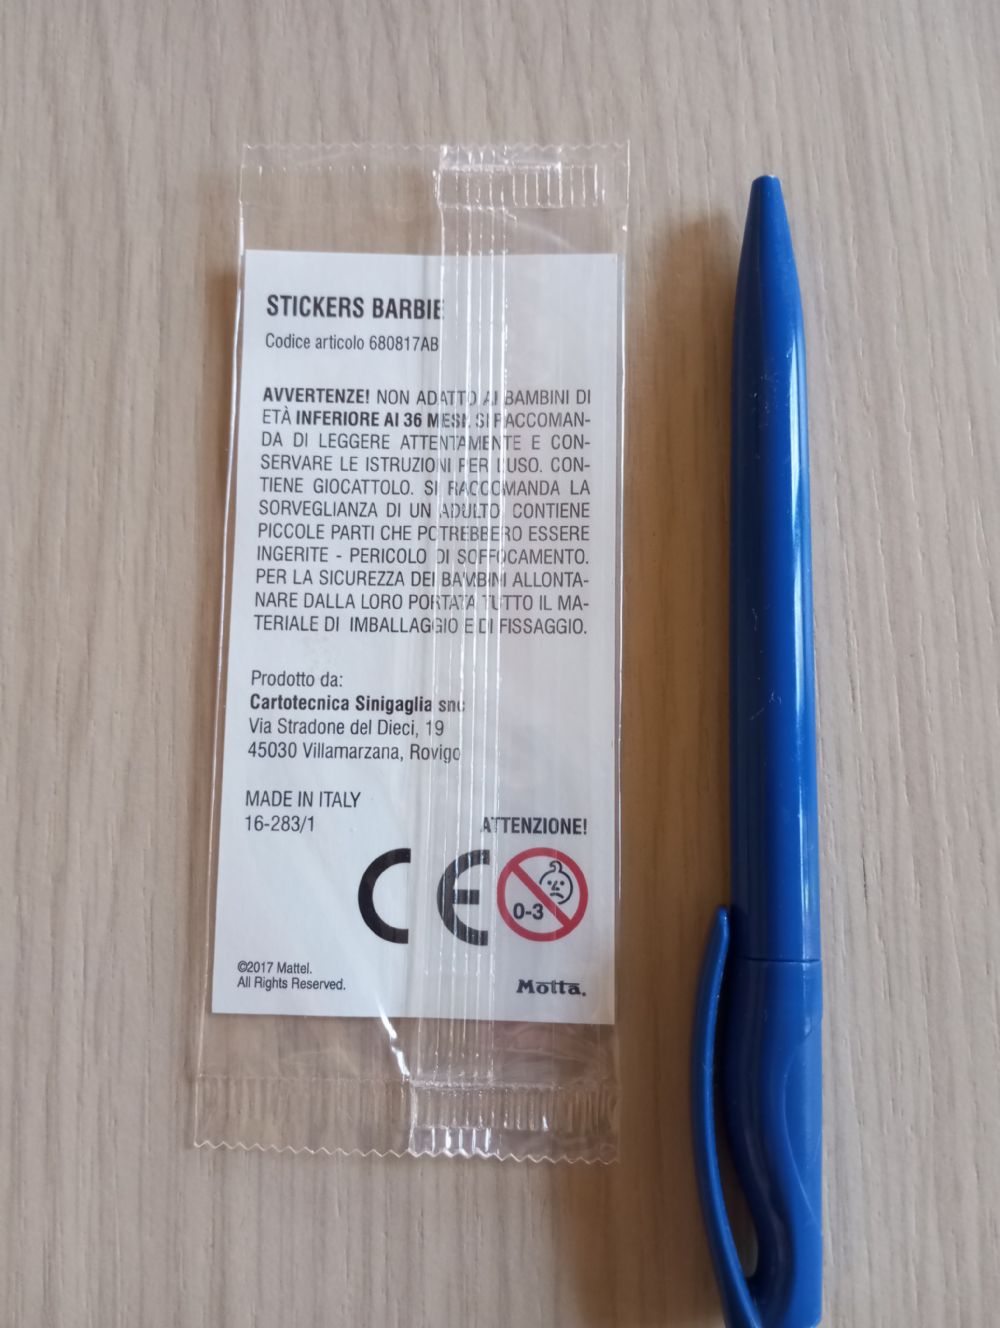 STICKERS BARBIE
Codice articolo 680817AB
AVVERTENZE! NON ADATTO AI BAMBINI DI
ETÀ INFERIORE AI 36 MESI. SI RACCOMAN-
DA DI LEGGERE ATTENTAMENTE E CON-
SERVARE LE ISTRUZIONI PER L'USO. CON-
TIENE GIOCATTOLO. SI RACCOMANDA LA
SORVEGLIANZA DI UN ADULTO. CONTIENE
PICCOLE PARTI CHE POTREBBERO ESSERE
INGERITE - PERICOLO DI SOFFOCAMENTO.
PER LA SICUREZZA DEI BAMBINI ALLONTA-
NARE DALLA LORO PORTATA TUTTO IL MA-
TERIALE DI IMBALLAGGIO E DI FISSAGGIO.
Prodotto da:
Cartotecnica Sinigaglia snc
Via Stradone del Dieci, 19
45030 Villamarzana, Rovigo
MADE IN ITALY
16-283/1
ATTENZIONE!
CE
0-3
©2017 Mattel.
All Rights Reserved.
Motta.